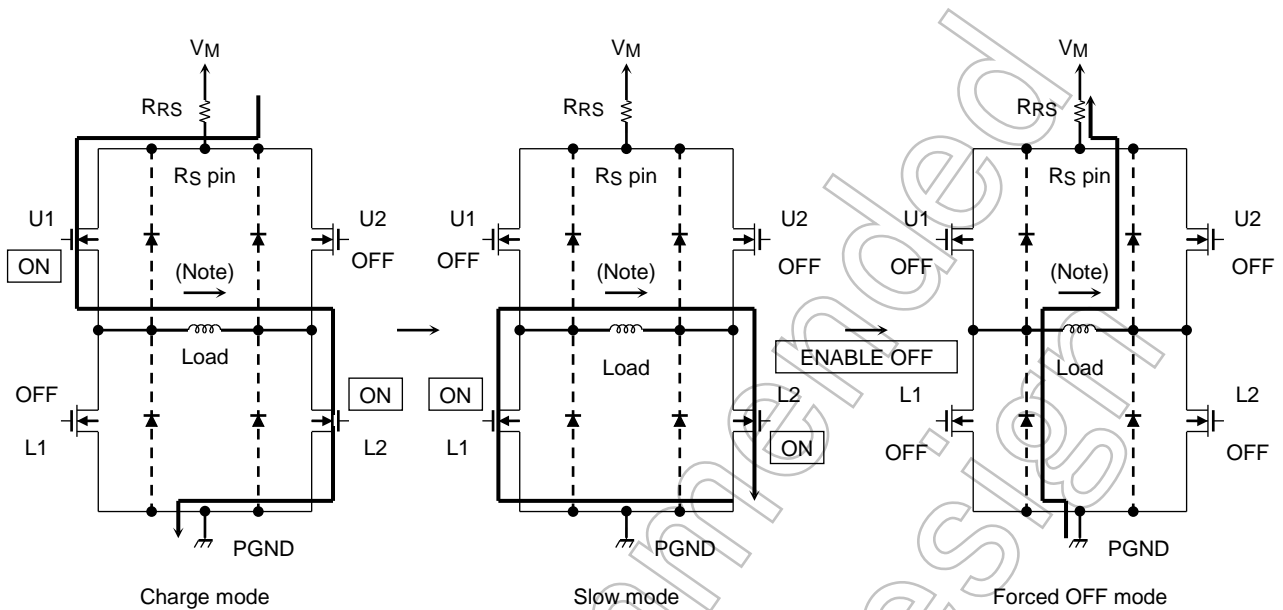 VM VM VM
RRS RRS RRS
RS pin RS pin RS pin
U1 U2 U1 U2 U1 U2
ON OFF OFF OFF OFF OFF
(Note) (Note) (Note)
Load Load Load
ENABLE OFF
OFF ON ON L2 L1 L2
L1 L2 L1 ON OFF OFF
PGND PGND PGND
Charge mode Slow mode Forced OFF mode